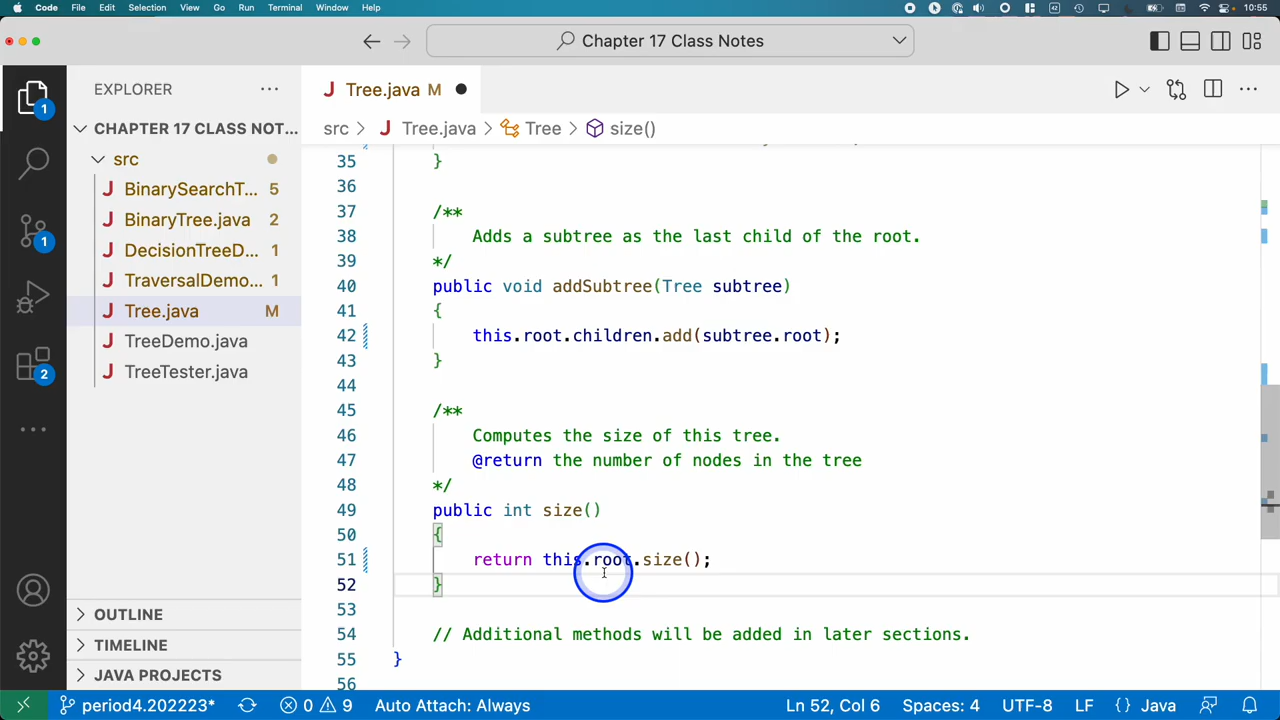 Code File Edit Selection View Go Run Terminal Window Help 42 10:55
Chapter 17 Class Notes
EXPLORER ···
J Tree.java M
1
CHAPTER 17 CLASS NOT...
src > J Tree.java > Tree > size()
src
J BinarySearchT... 5
J BinaryTree.java 2
J DecisionTreeD... 1
J TraversalDemo... 1
J Tree.java M
J TreeDemo.java
J TreeTester.java
1
2
35 }
36
37 /**
38 Adds a subtree as the last child of the root.
39 */
40 public void addSubtree(Tree subtree)
41 {
42 this.root.children.add(subtree.root);
43 }
44
45 /**
46 Computes the size of this tree.
47 @return the number of nodes in the tree
48 */
49 public int size()
50 {
51 return this.root.size();
52 }
53
54 // Additional methods will be added in later sections.
55 }
56
OUTLINE
TIMELINE
JAVA PROJECTS
period4.202223* 0 9 Auto Attach: Always Ln 52, Col 6 Spaces: 4 UTF-8 LF {} Java